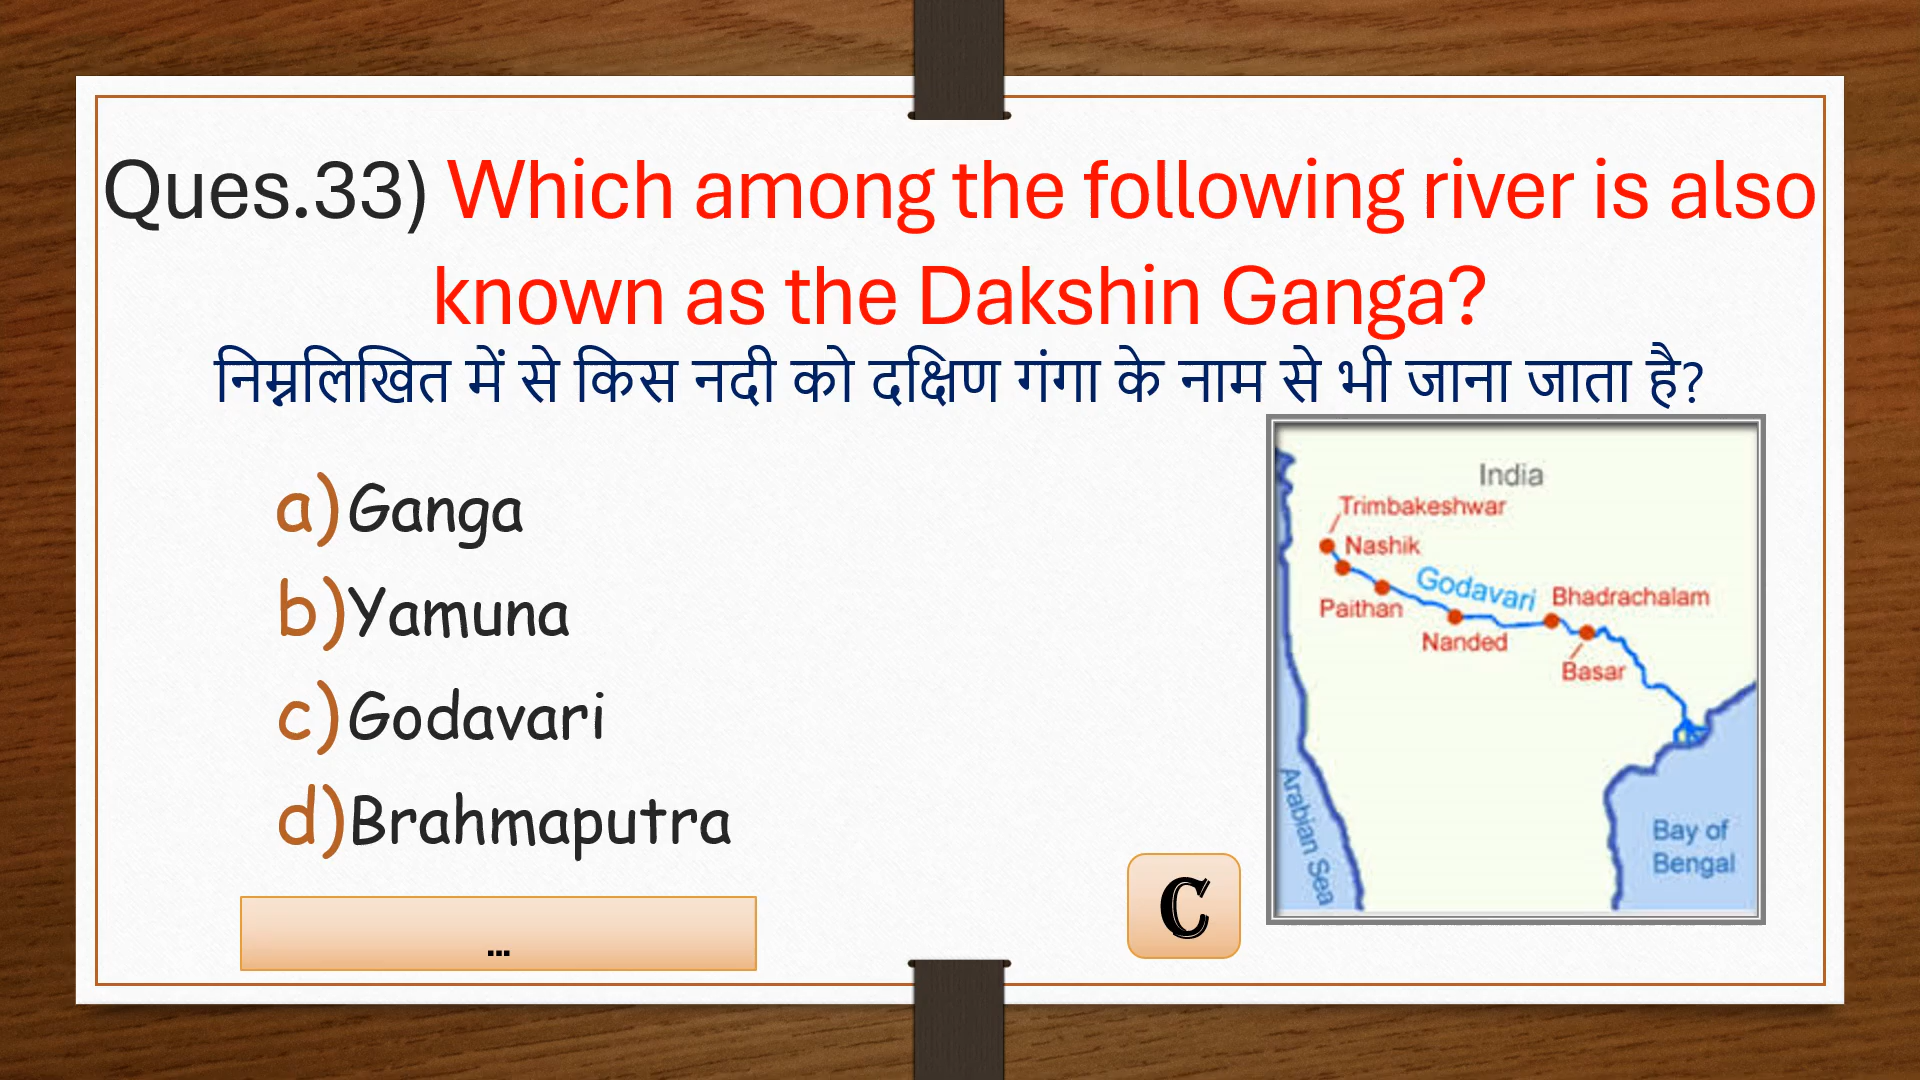 Ques.33) Which among the following river is also
known as the Dakshin Ganga?
निम्नलिखित में से किस नदी को दक्षिण गंगा के नाम से भी जाना जाता है?
a) Ganga
b) Yamuna
c) Godavari
d) Brahmaputra
...
C
India
Trimbakeshwar
Nashik
Godavari
Bhadrachalam
Paithan
Nanded
Basar
Arabian Sea
Bay of
Bengal